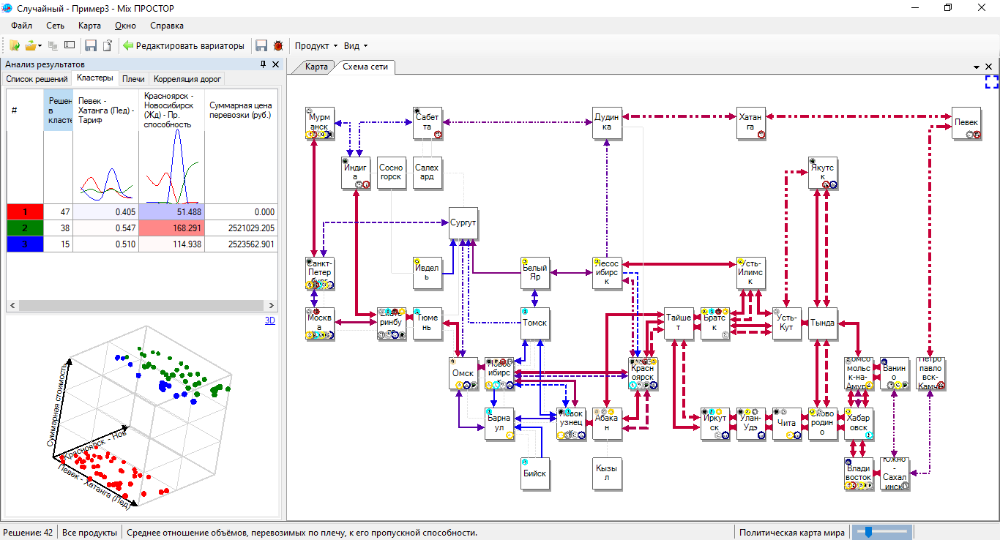 Случайный - Пример3 - Mix ПРОСТОР
Файл Сеть Карта Окно Справка
Редактировать вариаторы Продукт Вид
Анализ результатов
Список решений Кластеры Плечи Корреляция дорог
Карта Схема сети
#
Решен
в
класте
Певек -
Хатанга (Лед) -
Тариф
Красноярск -
Новосибирск
(Жд) - Пр.
способность
Суммарная цена
перевозки (руб.)
1 47 0.405 51.488 0.000
2 38 0.547 168.291 2521029.205
3 15 0.510 114.938 2523562.901
3D
Суммарная стоимость
Красноярск - Нов
Певек - Хатанга (Лед)
Мурм
анск
Сабет
та
Дудин
ка
Хатан
га
Певек
Индиг
а
Сосно
горск
Салех
ард
Якутс
к
Сургут
Санкт-
Петер
Ивдел
ь
Белый
Яр
Лесос
ибирс
к
Усть-
Илимс
к
Москв
а
Екате
ринбу
Тюме
нь
Томск
Тайше
т
Братс
к
Усть-
Кут
Тында
Омск
Новос
ибирс
к
Красн
оярск
Комсо
мольс
к-на-
Амур
Ванин
о
Петро
павло
вск-
Камч
Барна
ул
Новок
узнец
Абака
н
Иркут
ск
Улан-
Удэ
Чита
Сково
родин
о
Хабар
овск
Бийск
Кызы
л
Влади
восток
Южно
-
Сахал
инск
Решение: 42 Все продукты Среднее отношение объёмов, перевозимых по плечу, к его пропускной способности. Политическая карта мира